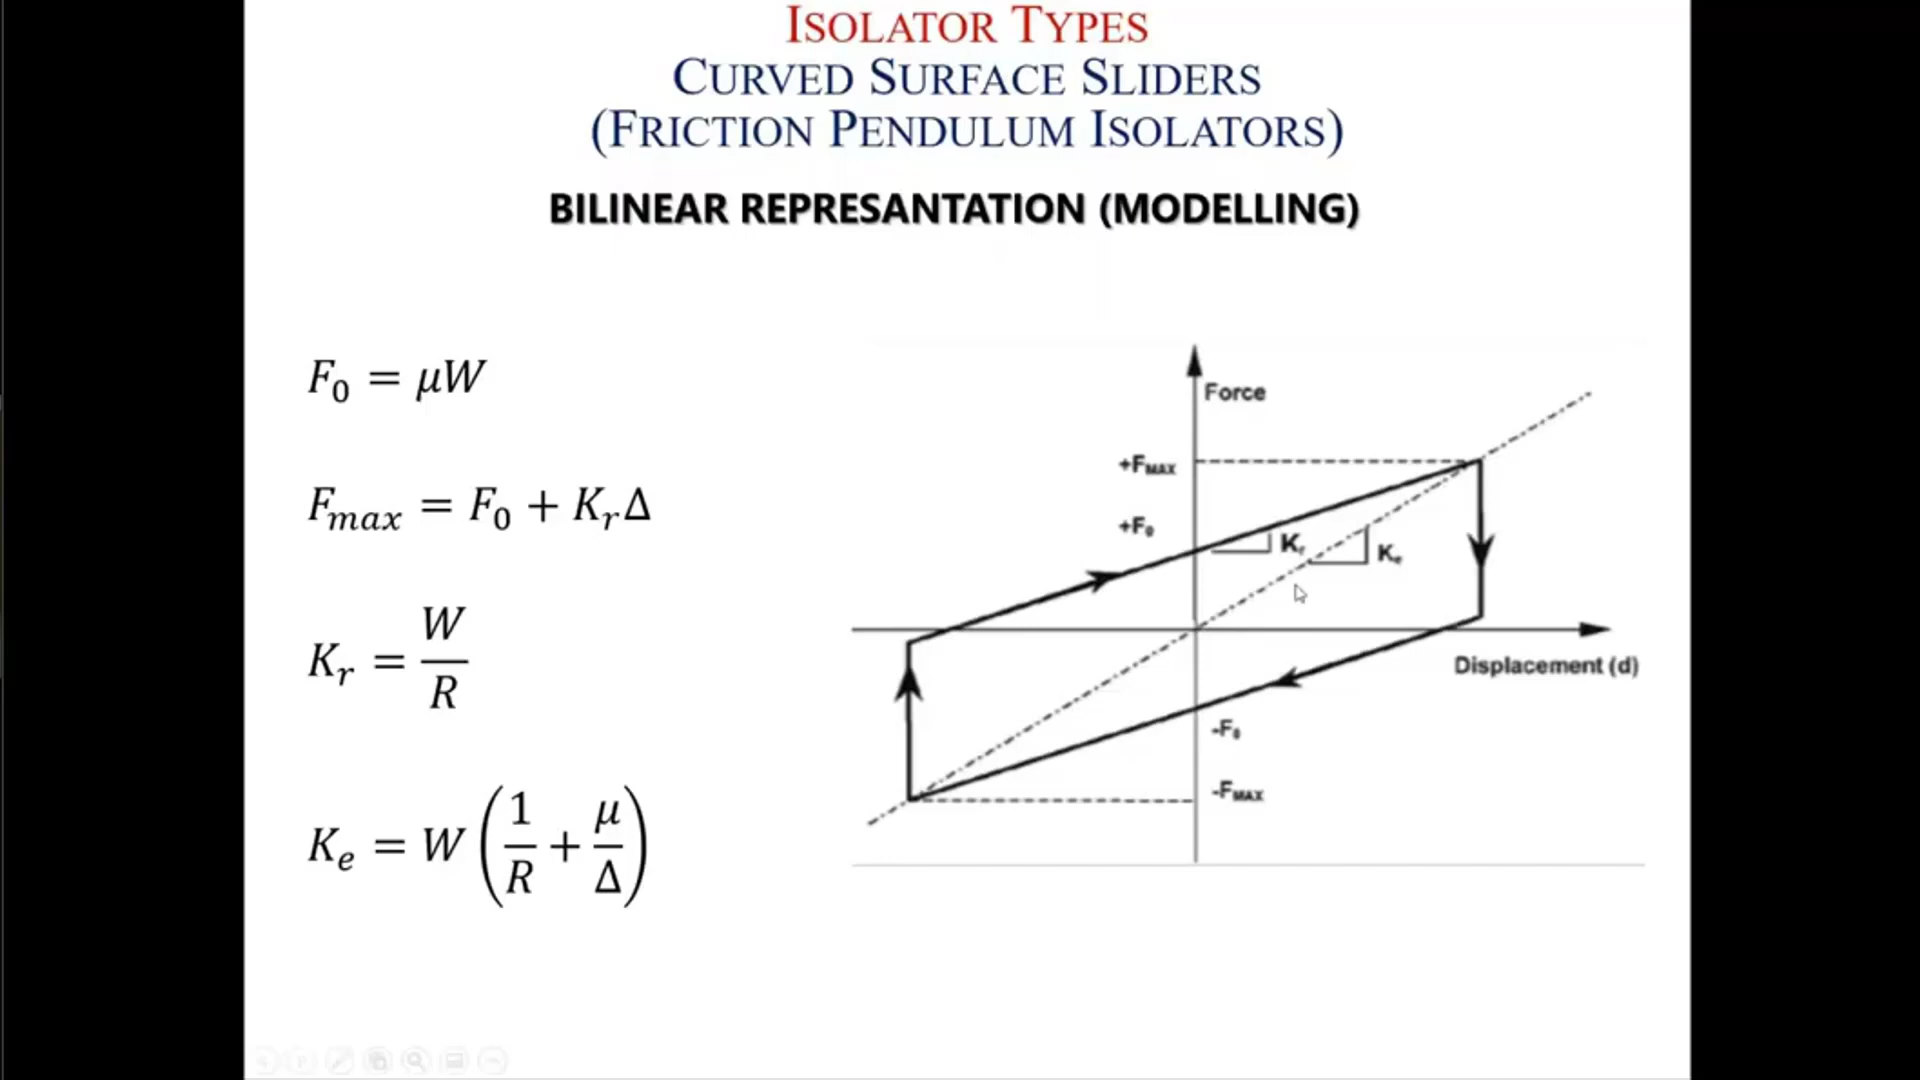 ISOLATOR TYPES
CURVED SURFACE SLIDERS
(FRICTION PENDULUM ISOLATORS)
BILINEAR REPRESANTATION (MODELLING)
F₀ = μW
Fₘₐₓ = F₀ + KᵣΔ
Kᵣ = W/R
Kₑ = W(1/R + μ/Δ)
Force
+FMAX
+F₀
Kᵣ
Kₑ
Displacement (d)
-F₀
-FMAX